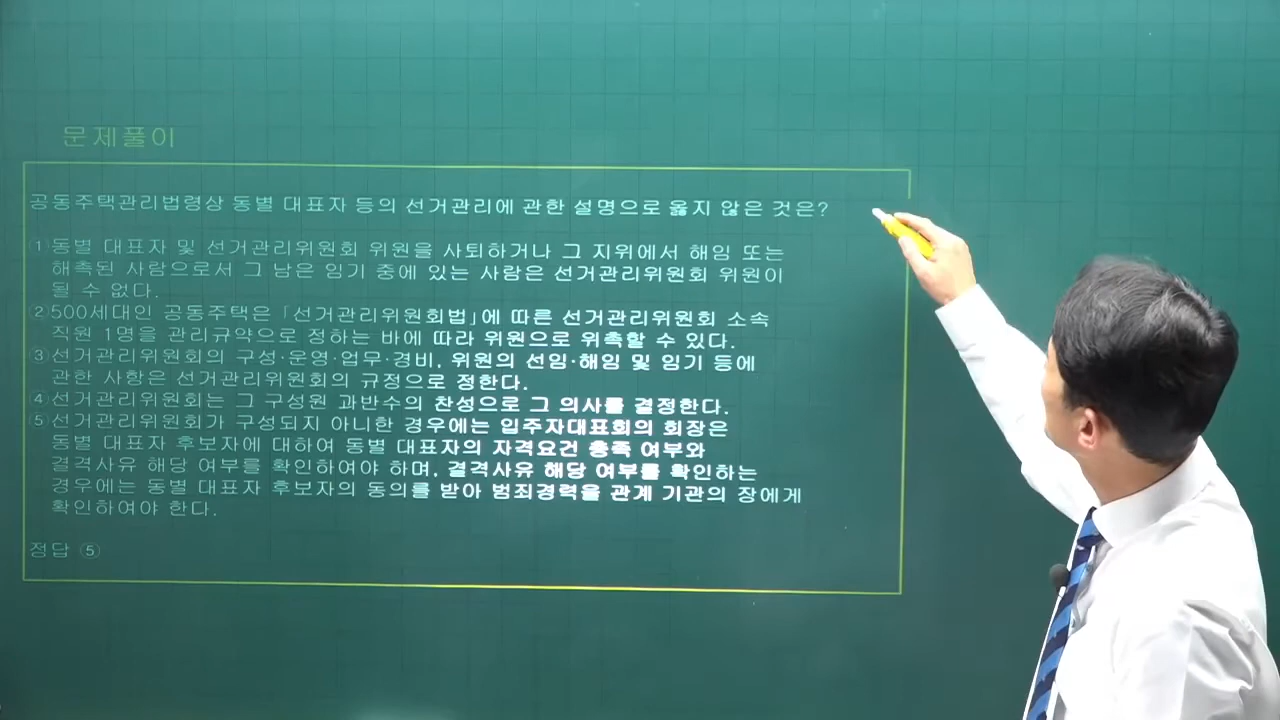 문제풀이
공동주택관리법령상 동별 대표자 등의 선거관리에 관한 설명으로 옳지 않은 것은?
①동별 대표자 및 선거관리위원회 위원을 사퇴하거나 그 지위에서 해임 또는
해촉된 사람으로서 그 남은 임기 중에 있는 사람은 선거관리위원회 위원이
될 수 없다.
②500세대인 공동주택은 「선거관리위원회법」에 따른 선거관리위원회 소속
직원 1명을 관리규약으로 정하는 바에 따라 위원으로 위촉할 수 있다.
③선거관리위원회의 구성·운영·업무·경비, 위원의 선임·해임 및 임기 등에
관한 사항은 선거관리위원회의 규정으로 정한다.
④선거관리위원회는 그 구성원 과반수의 찬성으로 그 의사를 결정한다.
⑤선거관리위원회가 구성되지 아니한 경우에는 입주자대표회의 회장은
동별 대표자 후보자에 대하여 동별 대표자의 자격요건 충족 여부와
결격사유 해당 여부를 확인하여야 하며, 결격사유 해당 여부를 확인하는
경우에는 동별 대표자 후보자의 동의를 받아 범죄경력을 관계 기관의 장에게
확인하여야 한다.
정답 ⑤